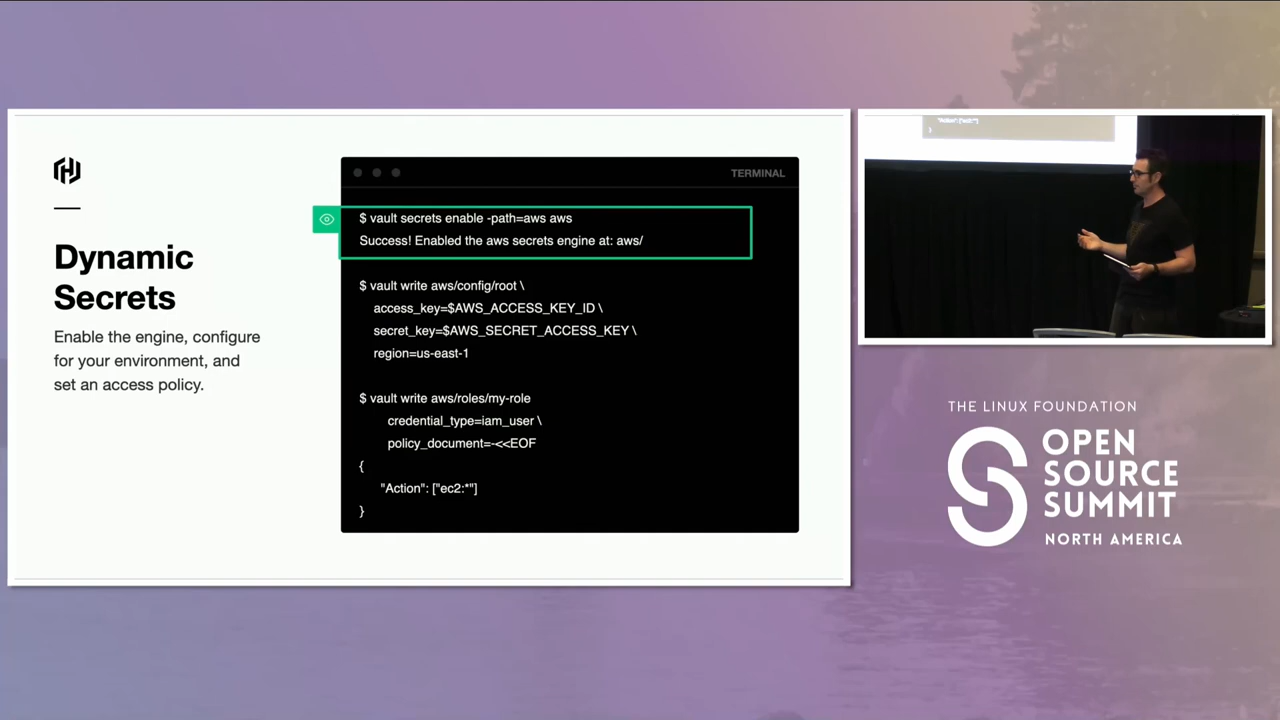 Dynamic
Secrets
Enable the engine, configure
for your environment, and
set an access policy.
TERMINAL
$ vault secrets enable -path=aws aws
Success! Enabled the aws secrets engine at: aws/
$ vault write aws/config/root \
access_key=$AWS_ACCESS_KEY_ID \
secret_key=$AWS_SECRET_ACCESS_KEY \
region=us-east-1
$ vault write aws/roles/my-role
credential_type=iam_user \
policy_document=-<<EOF
{
"Action": ["ec2:*"]
}
"Action": ["ec2:*"]
}
THE LINUX FOUNDATION
OPEN
SOURCE
SUMMIT
NORTH AMERICA